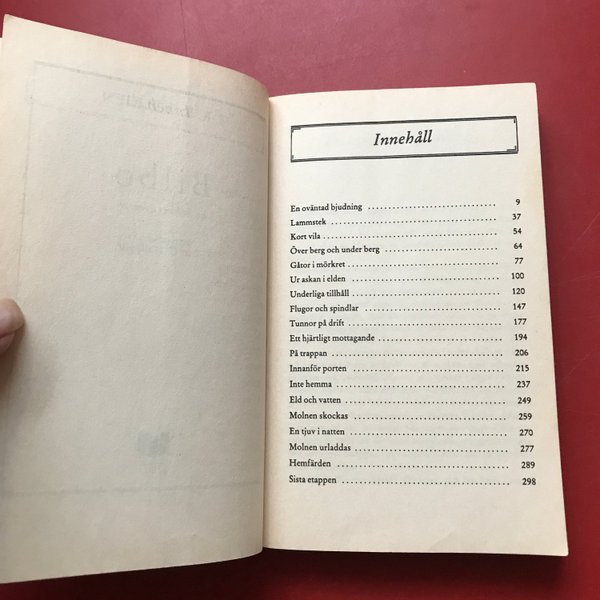 Innehåll
En oväntad bjudning 9
Lammstek 37
Kort vila 54
Över berg och under berg 64
Gåtor i mörkret 77
Ur askan i elden 100
Underliga tillhåll 120
Flugor och spindlar 147
Tunnor på drift 177
Ett hjärtligt mottagande 194
På trappan 206
Innanför porten 215
Inte hemma 237
Eld och vatten 249
Molnen skockas 259
En tjuv i natten 270
Molnen urladdas 277
Hemfärden 289
Sista etappen 298